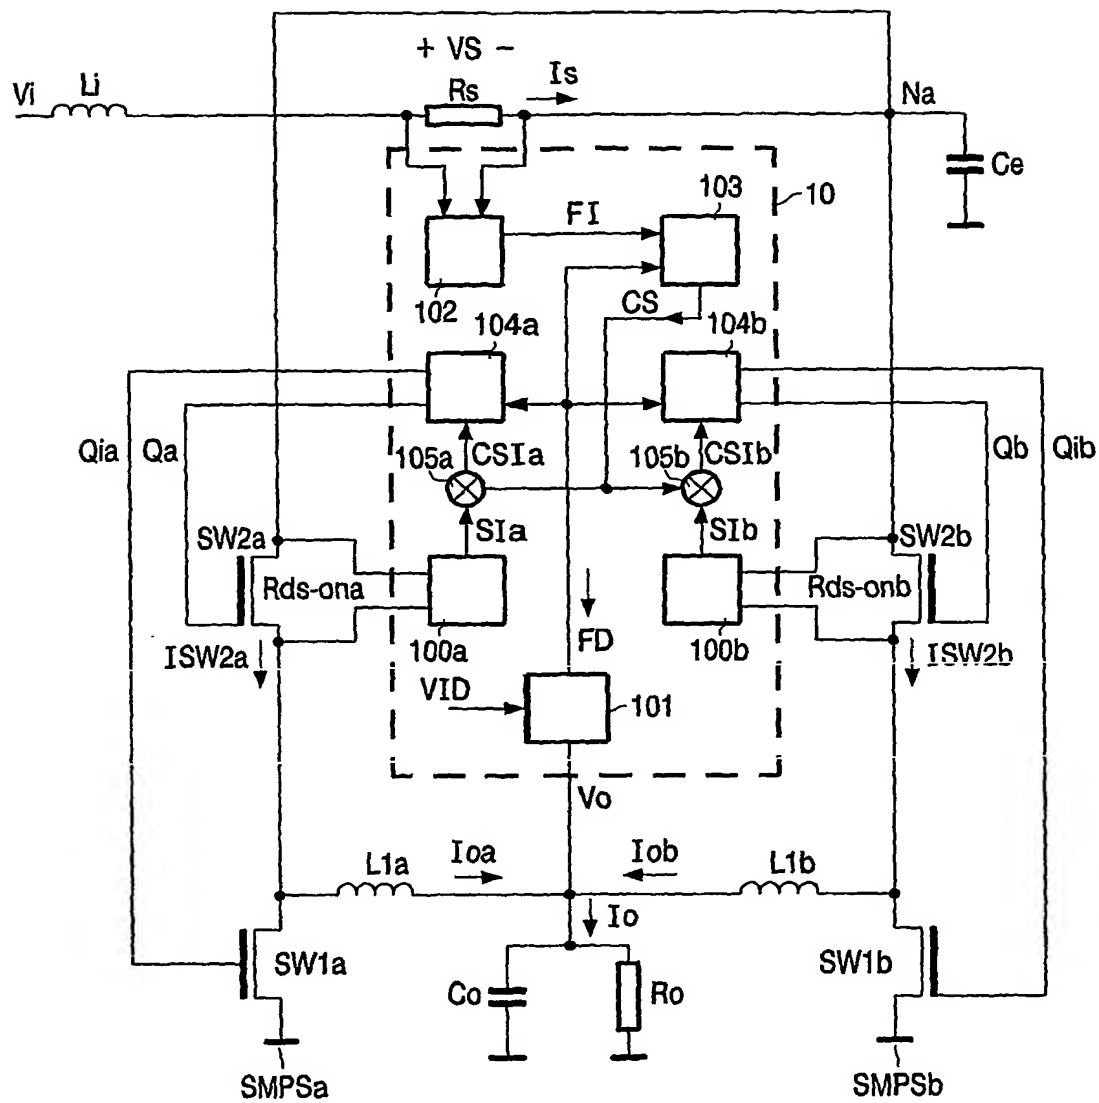 + VS −
Vi
Li
Rs
Is
Na
Ce
103
10
FI
102
CS
104a
104b
Qia
Qa
105a
CSIa
105b
CSIb
Qb
Qib
SW2a
SIa
SIb
SW2b
Rds-ona
Rds-onb
100a
FD
100b
ISW2a
ISW2b
VID
101
Vo
L1a
Ioa
Iob
L1b
Io
SW1a
SW1b
Co
Ro
SMPSa
SMPSb